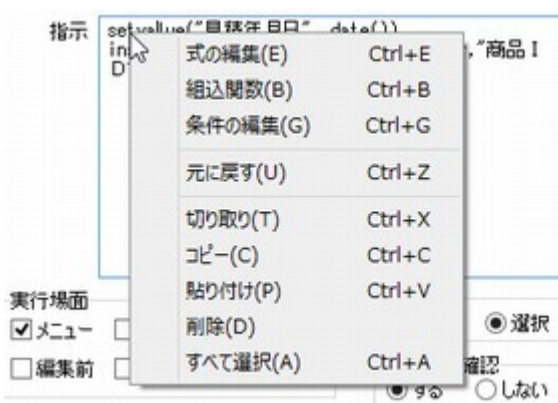 指示
setvalue("見積年月日", date())
in
,"商品I
D
式の編集(E) Ctrl+E
組込関数(B) Ctrl+B
条件の編集(G) Ctrl+G
元に戻す(U) Ctrl+Z
切り取り(T) Ctrl+X
コピー(C) Ctrl+C
貼り付け(P) Ctrl+V
削除(D)
すべて選択(A) Ctrl+A
実行場面
メニュー
選択
編集前
確認
する しない